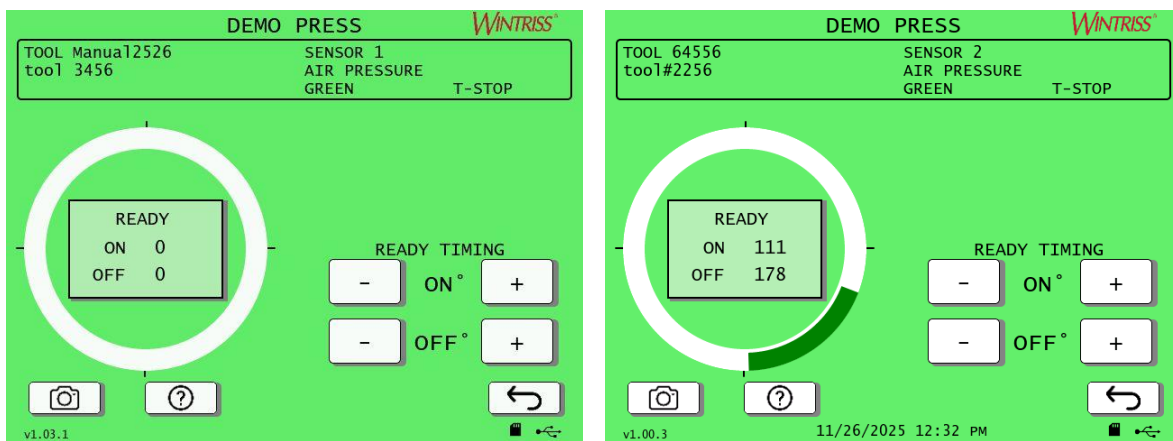 DEMO PRESS WINTRISS®
TOOL Manual2526 SENSOR 1
tool 3456 AIR PRESSURE
GREEN T-STOP
READY
ON 0
OFF 0
READY TIMING
- ON° +
- OFF° +
v1.03.1
DEMO PRESS WINTRISS®
TOOL 64556 SENSOR 2
tool#2256 AIR PRESSURE
GREEN T-STOP
READY
ON 111
OFF 178
READY TIMING
- ON° +
- OFF° +
?
?
v1.00.3 11/26/2025 12:32 PM